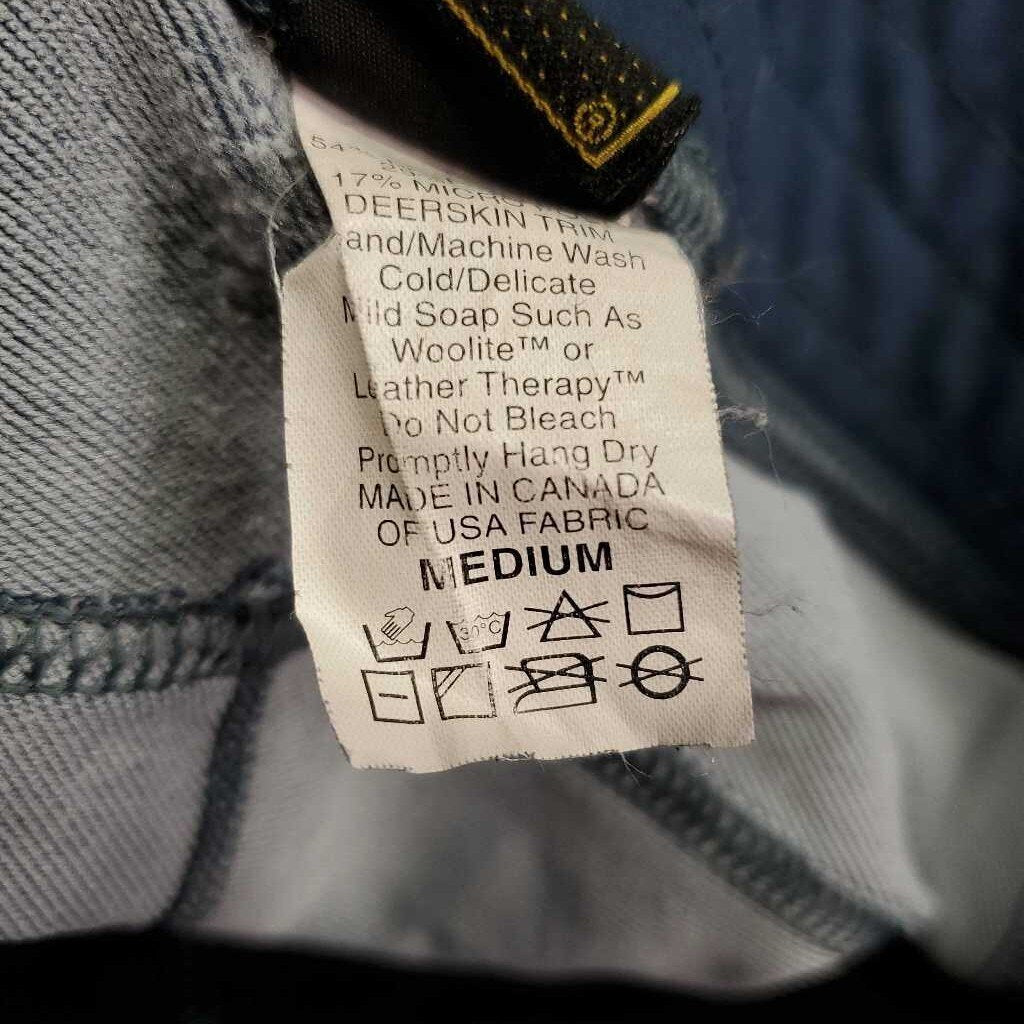 17%
DEERSKIN TRIM
and/Machine Wash
Cold/Delicate
Mild Soap Such As
Woolite™ or
Leather Therapy™
Do Not Bleach
Promptly Hang Dry
MADE IN CANADA
OF USA FABRIC
MEDIUM
30°C